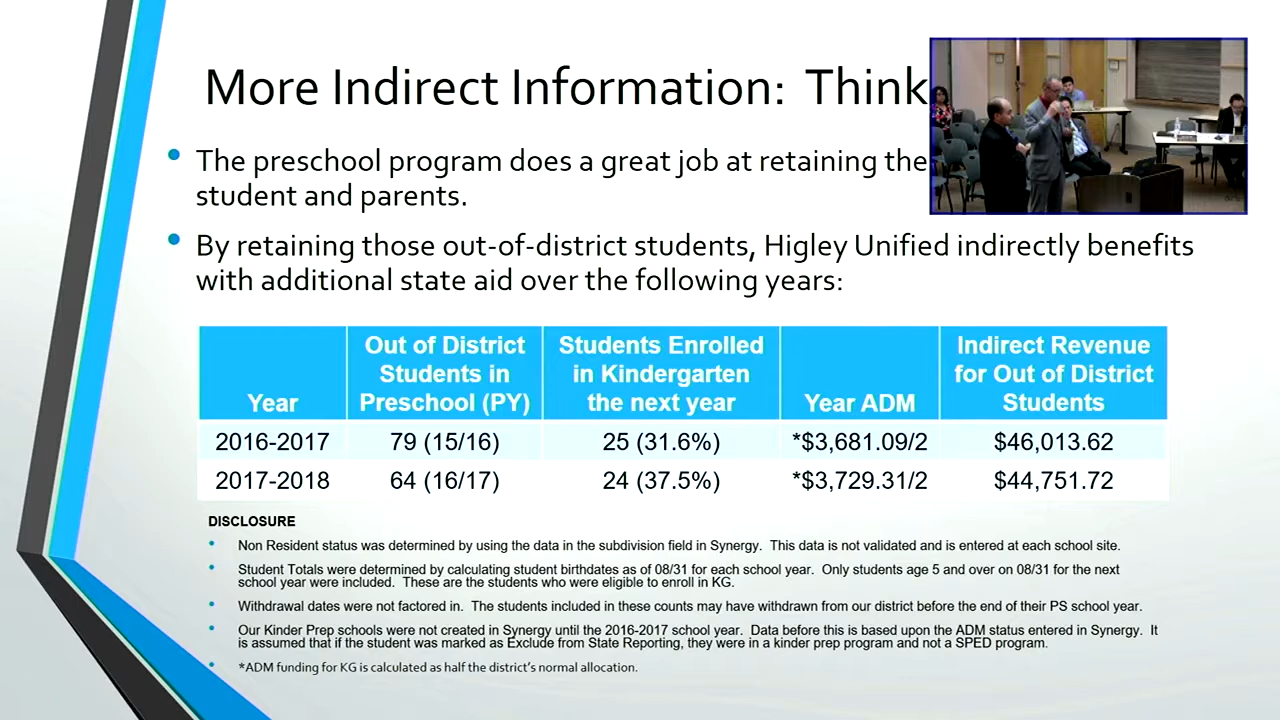 More Indirect Information: Think
The preschool program does a great job at retaining the
student and parents.
By retaining those out-of-district students, Higley Unified indirectly benefits
with additional state aid over the following years:
Year
Out of District
Students in
Preschool (PY)
Students Enrolled
in Kindergarten
the next year
Year ADM
Indirect Revenue
for Out of District
Students
2016-2017 79 (15/16) 25 (31.6%) *$3,681.09/2 $46,013.62
2017-2018 64 (16/17) 24 (37.5%) *$3,729.31/2 $44,751.72
DISCLOSURE
Non Resident status was determined by using the data in the subdivision field in Synergy. This data is not validated and is entered at each school site.
Student Totals were determined by calculating student birthdates as of 08/31 for each school year. Only students age 5 and over on 08/31 for the next
school year were included. These are the students who were eligible to enroll in KG.
Withdrawal dates were not factored in. The students included in these counts may have withdrawn from our district before the end of their PS school year.
Our Kinder Prep schools were not created in Synergy until the 2016-2017 school year. Data before this is based upon the ADM status entered in Synergy. It
is assumed that if the student was marked as Exclude from State Reporting, they were in a kinder prep program and not a SPED program.
*ADM funding for KG is calculated as half the district's normal allocation.